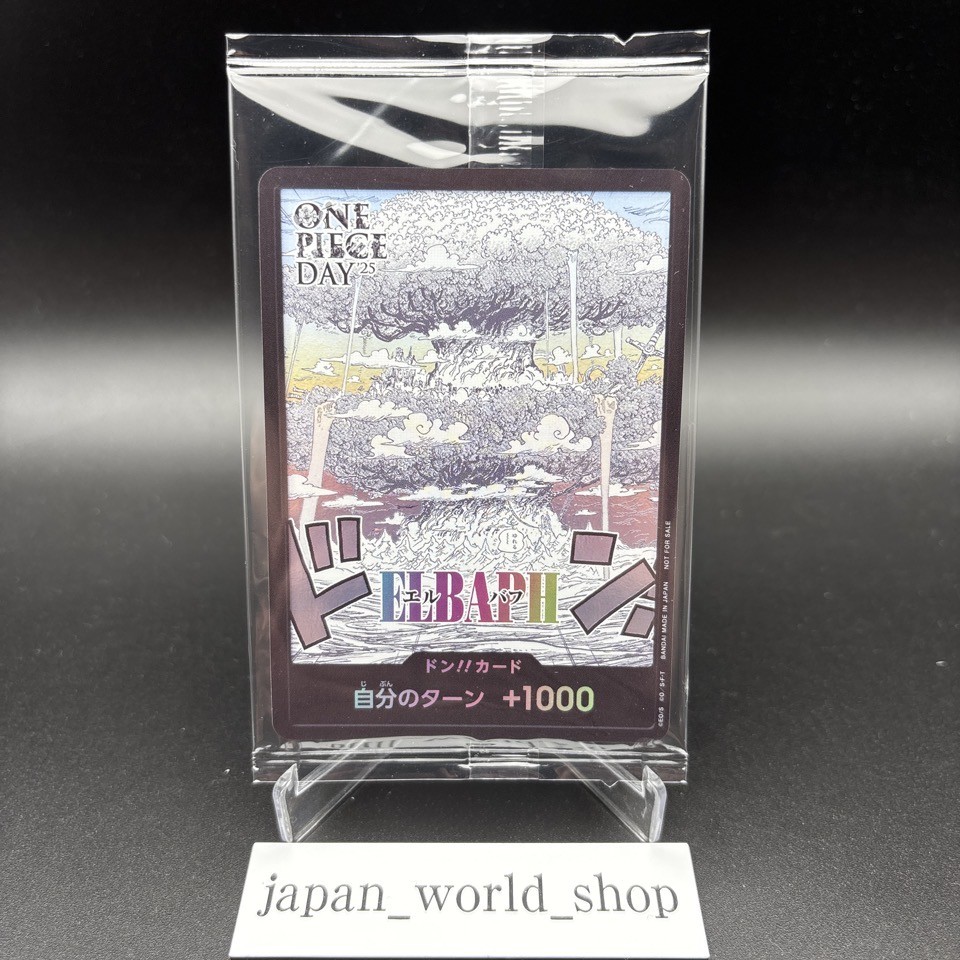 ONE
PIECE
DAY '25
ド ン!!
ELBAPH
エルバフ
ドン!!カード
じ ぶん
自分のターン +1000
©EO/S ©O/S・F・T BANDAI MADE IN JAPAN NOT FOR SALE
japan_world_shop